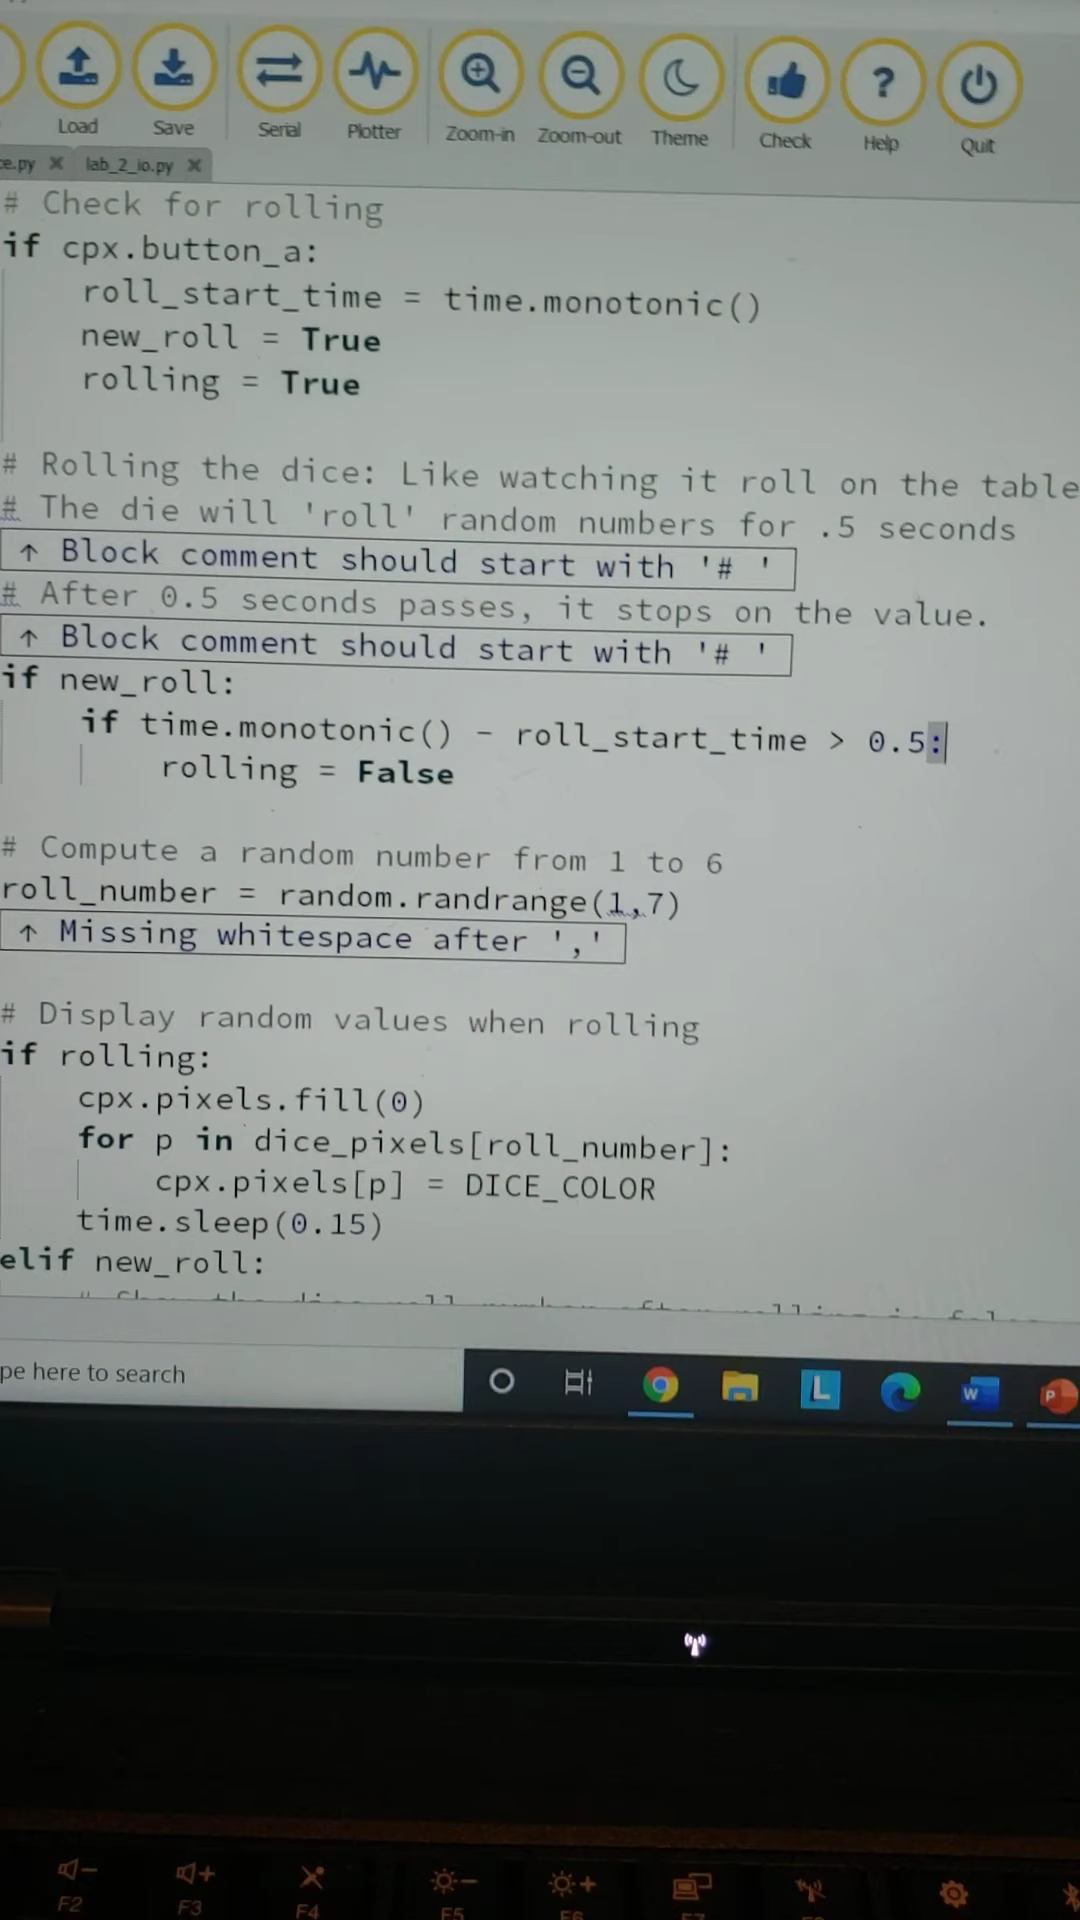 Load Save Serial Plotter Zoom-in Zoom-out Theme Check Help Quit
ce.py lab_2_io.py
# Check for rolling
if cpx.button_a:
roll_start_time = time.monotonic()
new_roll = True
rolling = True
# Rolling the dice: Like watching it roll on the table
# The die will 'roll' random numbers for .5 seconds
↑ Block comment should start with '# '
# After 0.5 seconds passes, it stops on the value.
↑ Block comment should start with '# '
if new_roll:
if time.monotonic() - roll_start_time > 0.5:
rolling = False
# Compute a random number from 1 to 6
roll_number = random.randrange(1,7)
↑ Missing whitespace after ','
# Display random values when rolling
if rolling:
cpx.pixels.fill(0)
for p in dice_pixels[roll_number]:
cpx.pixels[p] = DICE_COLOR
time.sleep(0.15)
elif new_roll:
pe here to search
L W P
F2 F3 F4 F5 F6